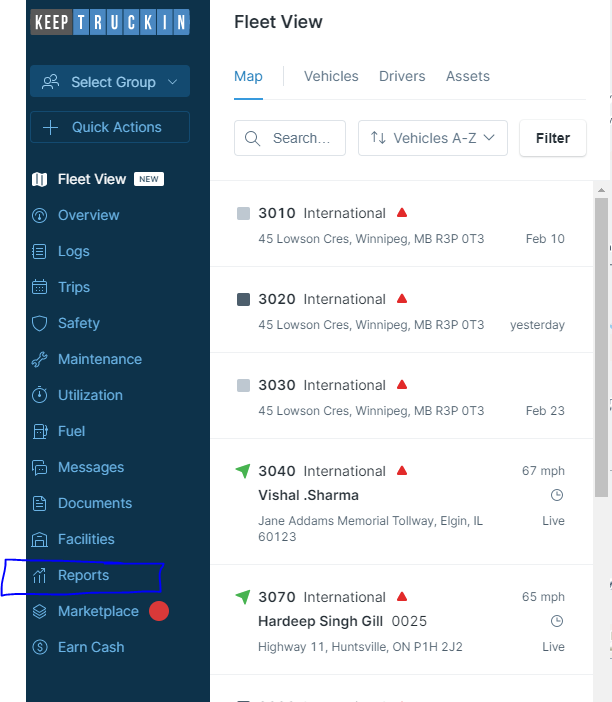 KEEPTRUCKIN
Select Group
Quick Actions
Fleet View NEW
Overview
Logs
Trips
Safety
Maintenance
Utilization
Fuel
Messages
Documents
Facilities
Reports
Marketplace
Earn Cash
Fleet View
Map Vehicles Drivers Assets
Search... Vehicles A-Z Filter
3010 International
45 Lowson Cres, Winnipeg, MB R3P 0T3 Feb 10
3020 International
45 Lowson Cres, Winnipeg, MB R3P 0T3 yesterday
3030 International
45 Lowson Cres, Winnipeg, MB R3P 0T3 Feb 23
3040 International 67 mph
Vishal .Sharma
Jane Addams Memorial Tollway, Elgin, IL Live
60123
3070 International 65 mph
Hardeep Singh Gill 0025
Highway 11, Huntsville, ON P1H 2J2 Live